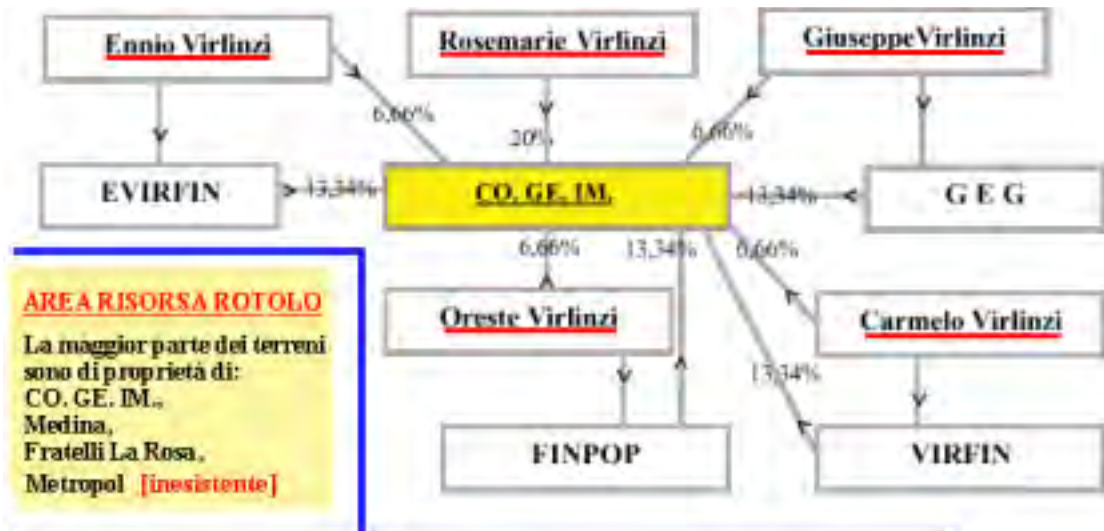 Ennio Virlinzi
Rosemarie Virlinzi
GiuseppeVirlinzi
6,66%
20%
6,66%
EVIRFIN
13,34%
CO. GE. IM.
13,34%
G E G
6,66%
13,34%
6,66%
AREA RISORSA ROTOLO
La maggior parte dei terreni
sono di proprietà di:
CO. GE. IM.,
Medina,
Fratelli La Rosa,
Metropol [inesistente]
Oreste Virlinzi
Carmelo Virlinzi
13,34%
FINPOP
VIRFIN